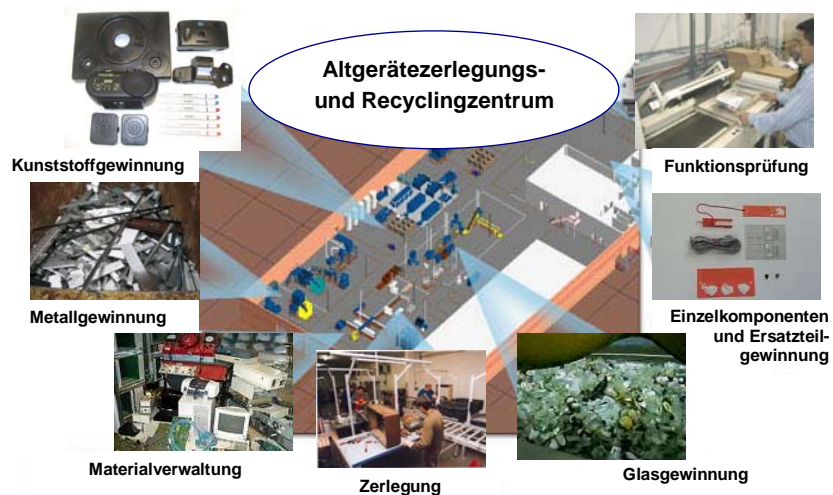 Altgerätezerlegungs-
und Recyclingzentrum
Kunststoffgewinnung
Funktionsprüfung
Metallgewinnung
Einzelkomponenten
und Ersatzteil-
gewinnung
Materialverwaltung
Zerlegung
Glasgewinnung